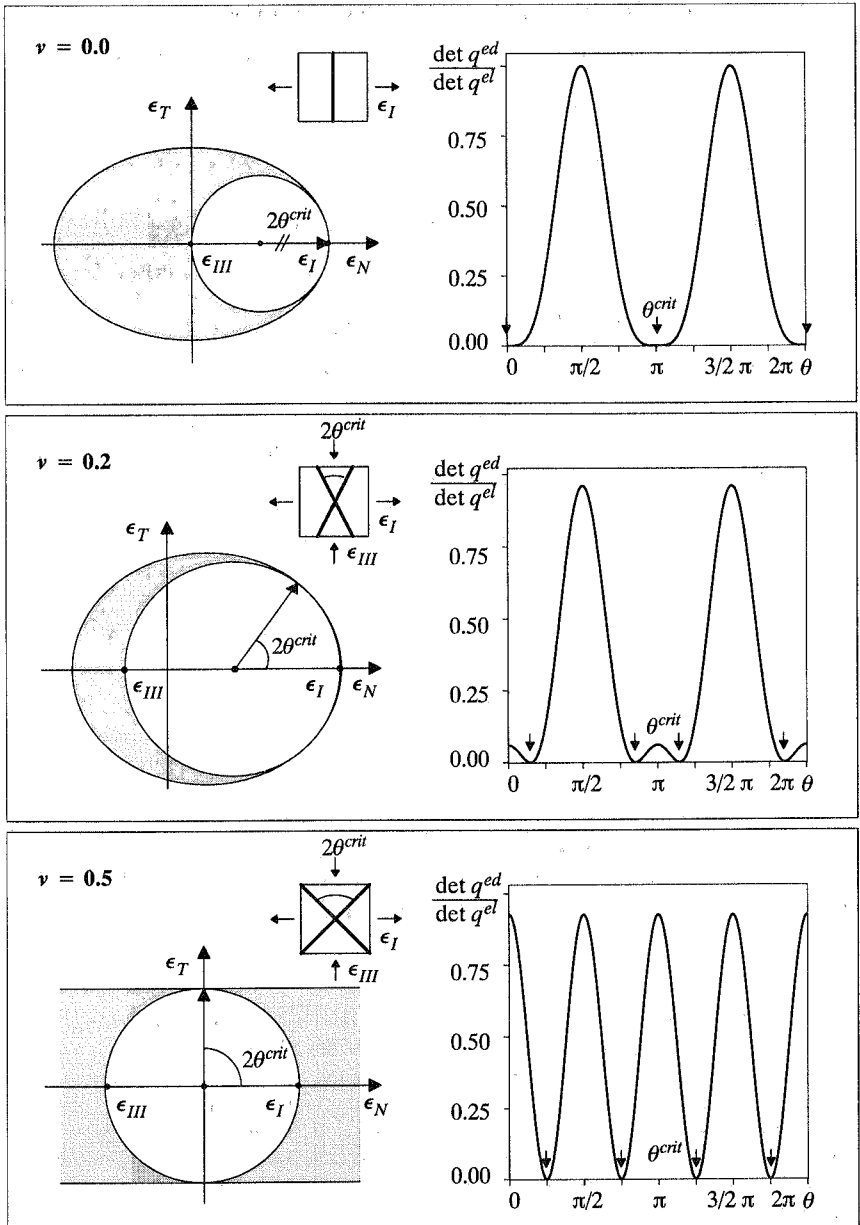 ν = 0.0
ϵ_I
ϵ_T
2θ^crit
ϵ_III
ϵ_I
ϵ_N
det q^ed
det q^el
0.75
0.50
0.25
0.00
θ^crit
0 π/2 π 3/2 π 2π θ
ν = 0.2
2θ^crit
ϵ_I
ϵ_III
ϵ_T
2θ^crit
ϵ_III
ϵ_I
ϵ_N
det q^ed
det q^el
0.75
0.50
0.25
0.00
θ^crit
0 π/2 π 3/2 π 2π θ
ν = 0.5
2θ^crit
ϵ_I
ϵ_III
ϵ_T
2θ^crit
ϵ_III
ϵ_I
ϵ_N
det q^ed
det q^el
0.75
0.50
0.25
0.00
θ^crit
0 π/2 π 3/2 π 2π θ